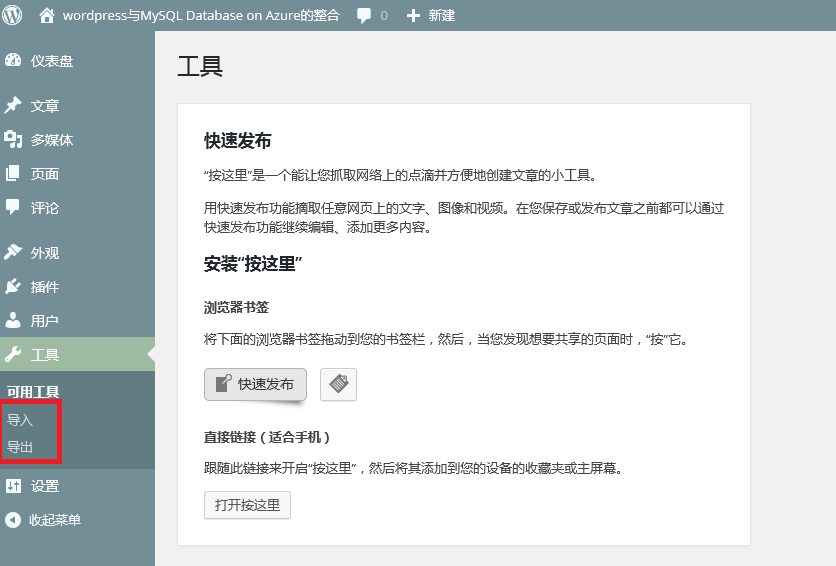 wordpress与MySQL Database on Azure的整合 0 新建
仪表盘
文章
多媒体
页面
评论
外观
插件
用户
工具
可用工具
导入
导出
设置
收起菜单
工具
快速发布
“按这里”是一个能让您抓取网络上的点滴并方便地创建文章的小工具。
用快速发布功能摘取任意网页上的文字、图像和视频。在您保存或发布文章之前都可以通过
快速发布功能继续编辑、添加更多内容。
安装“按这里”
浏览器书签
将下面的浏览器书签拖动到您的书签栏，然后，当您发现想要共享的页面时，“按”它。
快速发布
直接链接（适合手机）
跟随此链接来开启“按这里”，然后将其添加到您的设备的收藏夹或主屏幕。
打开按这里